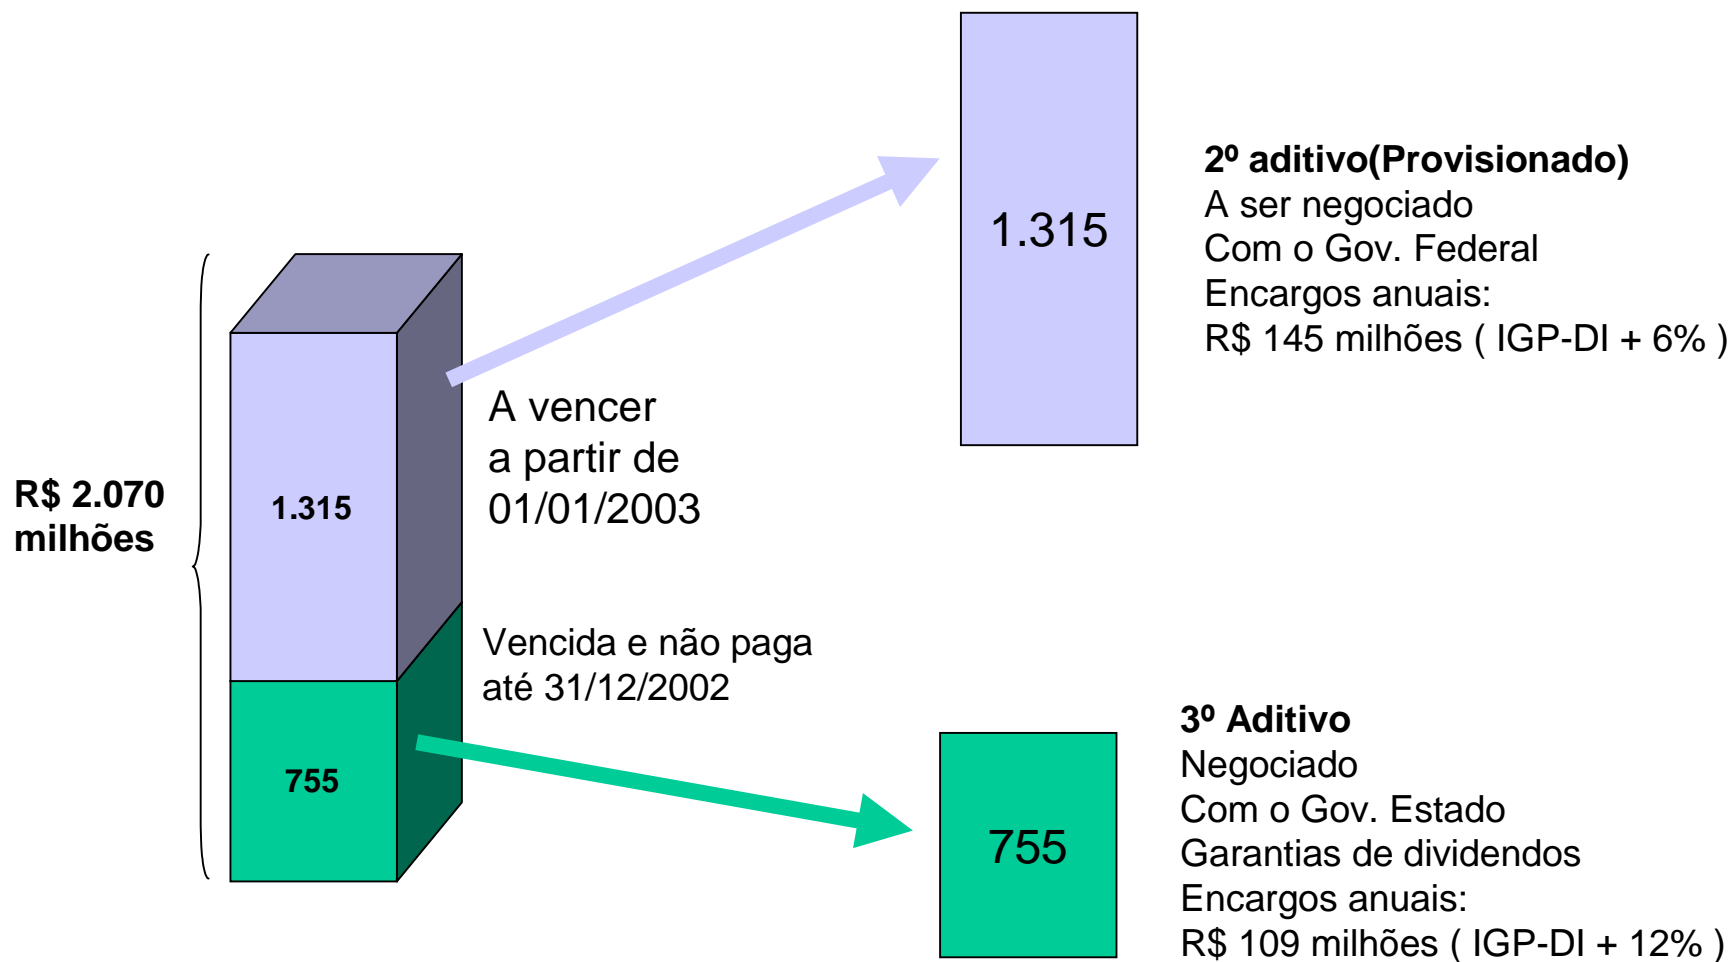 R$ 2.070
milhões
1.315
755
A vencer
a partir de
01/01/2003
Vencida e não paga
até 31/12/2002
1.315
2º aditivo(Provisionado)
A ser negociado
Com o Gov. Federal
Encargos anuais:
R$ 145 milhões ( IGP-DI + 6% )
755
3º Aditivo
Negociado
Com o Gov. Estado
Garantias de dividendos
Encargos anuais:
R$ 109 milhões ( IGP-DI + 12% )